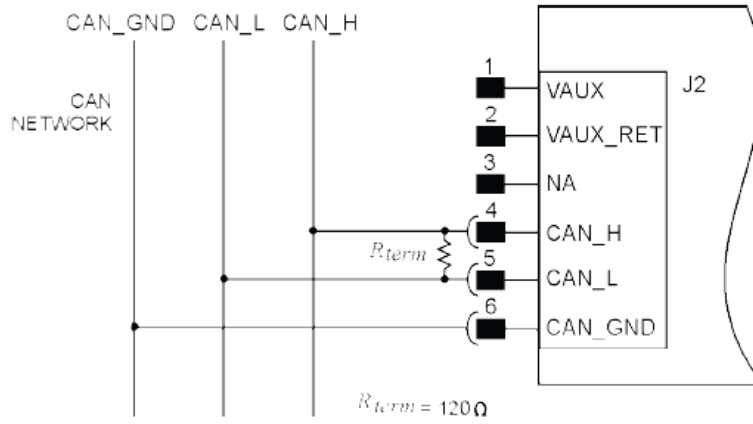 CAN_GND CAN_L CAN_H
CAN
NETWORK
J2
1
VAUX
2
VAUX_RET
3
NA
4
CAN_H
Rterm
5
CAN_L
6
CAN_GND
Rterm = 120Ω